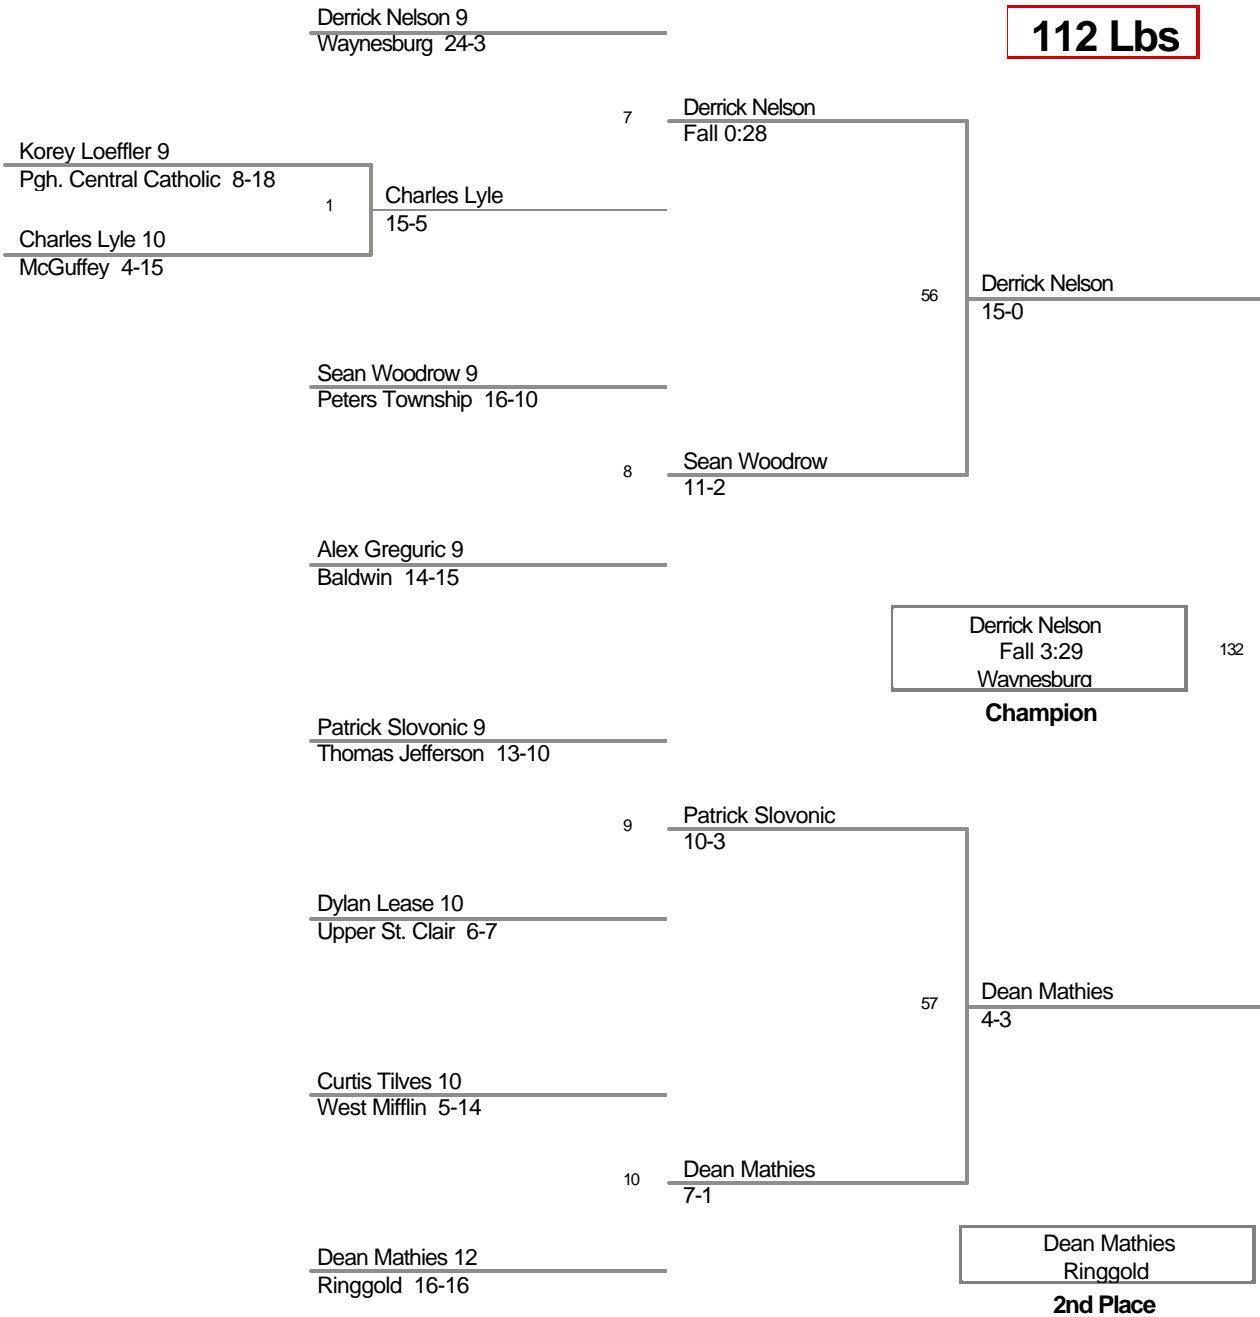 Derrick Nelson 9
Waynesburg 24-3
112 Lbs
7
Derrick Nelson
Fall 0:28
Korey Loeffler 9
Pgh. Central Catholic 8-18
1
Charles Lyle
15-5
Charles Lyle 10
McGuffey 4-15
56
Derrick Nelson
15-0
Sean Woodrow 9
Peters Township 16-10
8
Sean Woodrow
11-2
Alex Greguric 9
Baldwin 14-15
Derrick Nelson
Fall 3:29
Waynesburg
132
Champion
Patrick Slovonic 9
Thomas Jefferson 13-10
9
Patrick Slovonic
10-3
Dylan Lease 10
Upper St. Clair 6-7
57
Dean Mathies
4-3
Curtis Tilves 10
West Mifflin 5-14
10
Dean Mathies
7-1
Dean Mathies 12
Ringgold 16-16
Dean Mathies
Ringgold
2nd Place